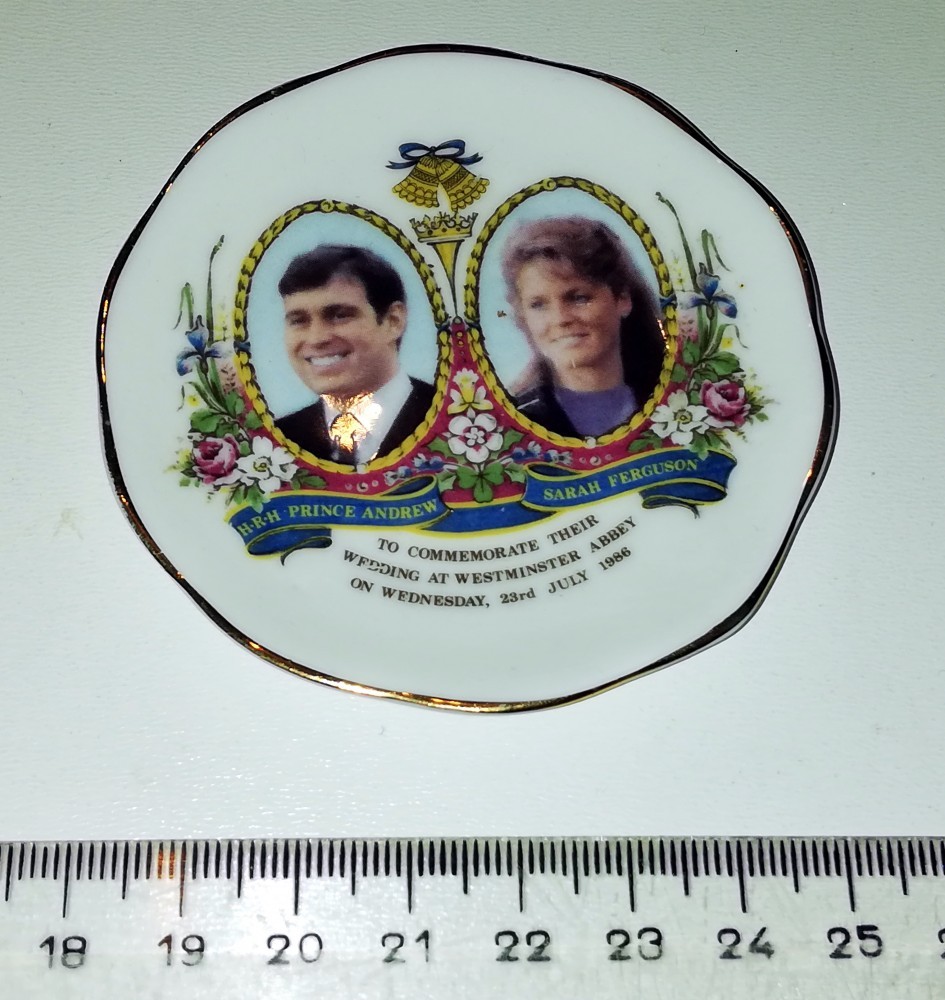 H·R·H PRINCE ANDREW
SARAH FERGUSON
TO COMMEMORATE THEIR
WEDDING AT WESTMINSTER ABBEY
ON WEDNESDAY, 23rd JULY 1986
18 19 20 21 22 23 24 25